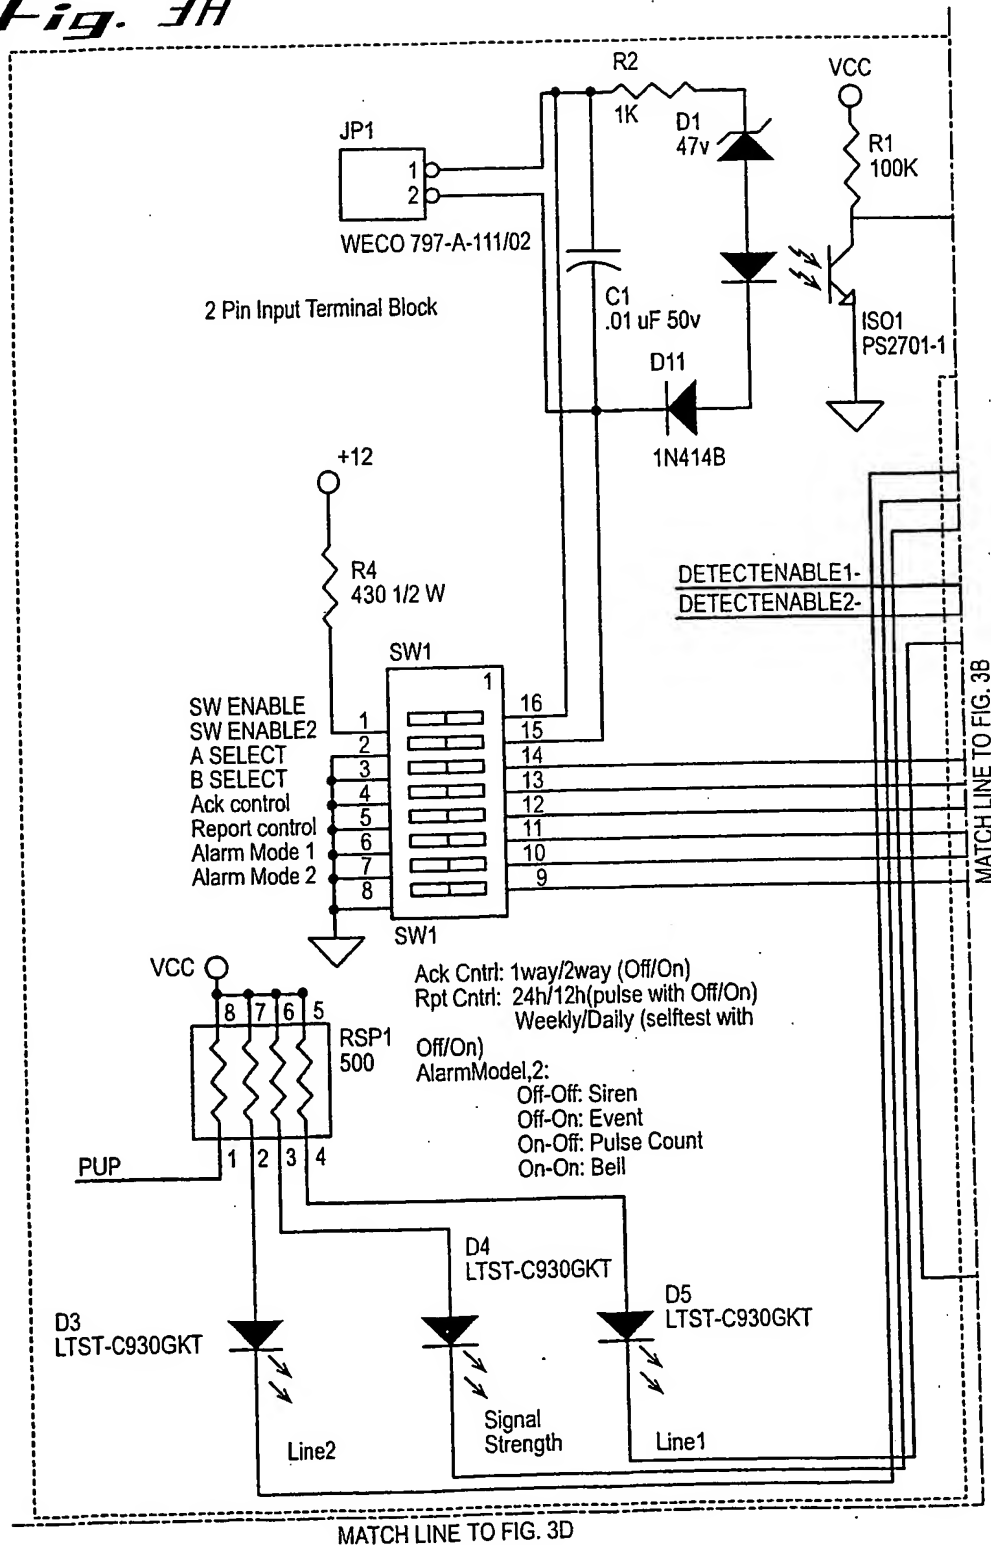 Fig. 3A
R2
1K
VCC
JP1
D1
47v
R1
100K
1
2
WECO 797-A-111/02
2 Pin Input Terminal Block
C1
.01 uF 50v
ISO1
PS2701-1
D11
1N414B
+12
R4
430 1/2 W
DETECTENABLE1-
DETECTENABLE2-
SW1
1
SW ENABLE
SW ENABLE2
A SELECT
B SELECT
Ack control
Report control
Alarm Mode 1
Alarm Mode 2
1
2
3
4
5
6
7
8
16
15
14
13
12
11
10
9
SW1
MATCH LINE TO FIG. 3B
VCC
8 7 6 5
RSP1
500
1 2 3 4
PUP
Ack Cntrl: 1way/2way (Off/On)
Rpt Cntrl: 24h/12h(pulse with Off/On)
Weekly/Daily (selftest with
Off/On)
AlarmModel,2:
Off-Off: Siren
Off-On: Event
On-Off: Pulse Count
On-On: Bell
D4
LTST-C930GKT
D5
LTST-C930GKT
D3
LTST-C930GKT
Line2
Signal
Strength
Line1
MATCH LINE TO FIG. 3D